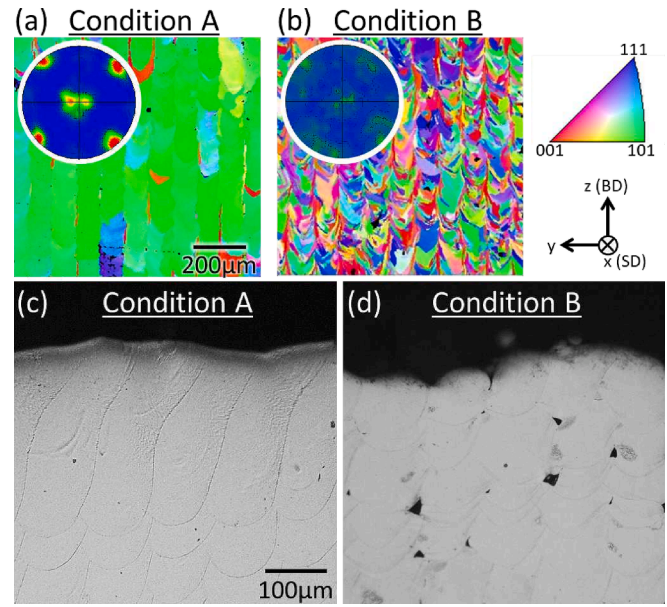 (a) Condition A
(b) Condition B
111
001 101
z (BD)
y
x (SD)
200μm
(c) Condition A
(d) Condition B
100μm